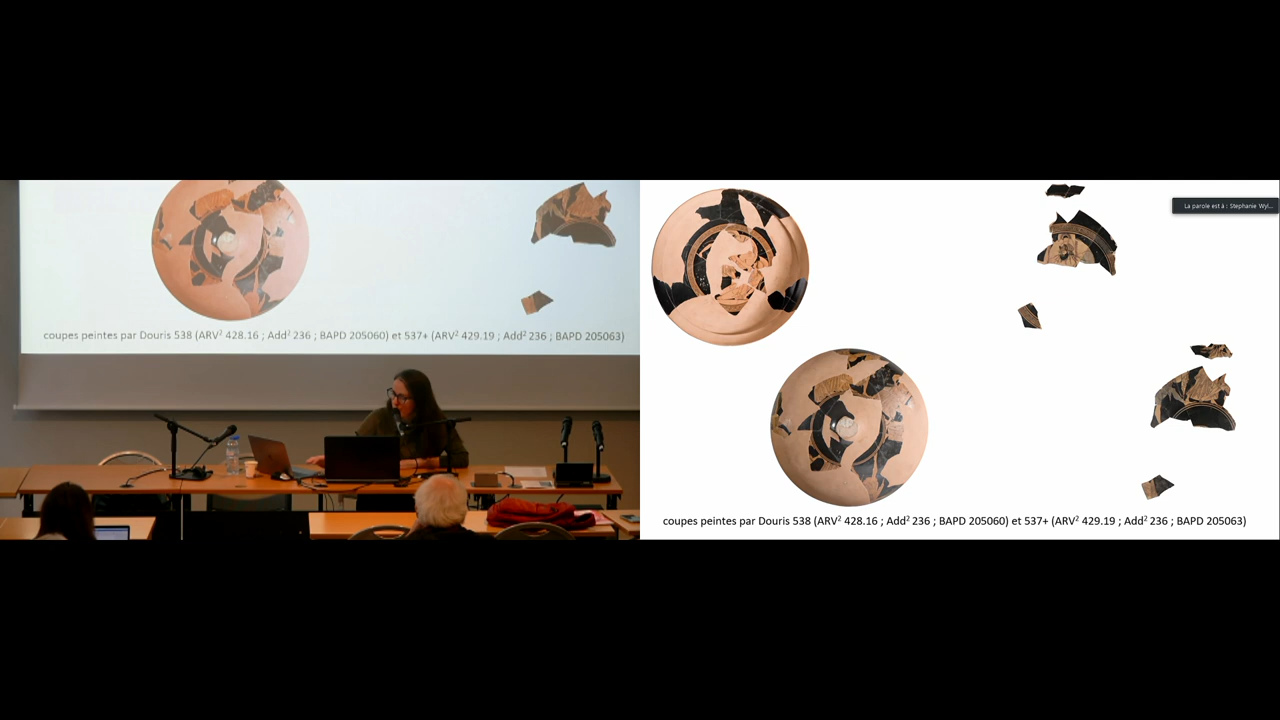 coupes peintes par Douris 538 (ARV² 428.16 ; Add² 236 ; BAPD 205060) et 537+ (ARV² 429.19 ; Add² 236 ; BAPD 205063)
La parole est à : Stephanie Wyl...
coupes peintes par Douris 538 (ARV² 428.16 ; Add² 236 ; BAPD 205060) et 537+ (ARV² 429.19 ; Add² 236 ; BAPD 205063)